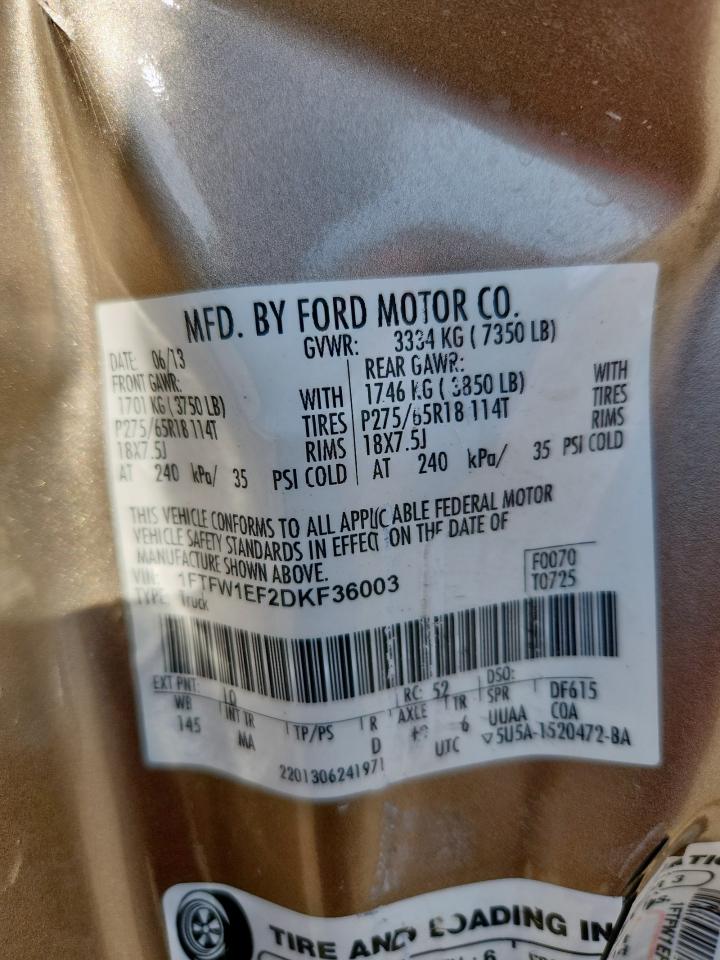 MFD. BY FORD MOTOR CO.
DATE: 06/13
GVWR: 3334 KG ( 7350 LB)
FRONT GAWR:
1701 KG ( 3750 LB)
P275/65R18 114T
18X7.5J
WITH
TIRES
RIMS
AT 240 kPa/ 35 PSI COLD
REAR GAWR:
1746 KG ( 3850 LB)
P275/65R18 114T
18X7.5J
WITH
TIRES
RIMS
AT 240 kPa/ 35 PSI COLD
THIS VEHICLE CONFORMS TO ALL APPLICABLE FEDERAL MOTOR
VEHICLE SAFETY STANDARDS IN EFFECT ON THE DATE OF
MANUFACTURE SHOWN ABOVE.
VIN: 1FTFW1EF2DKF36003
TYPE: Truck
F0070
T0725
EXT PNT: RC: 52 DSO:
WB INT TR TP/PS R AXLE TR SPR DF615
145 MA D 6 UUAA COA
UTC 5U5A-1520472-BA
2201306241971
TIRE AND LOADING IN